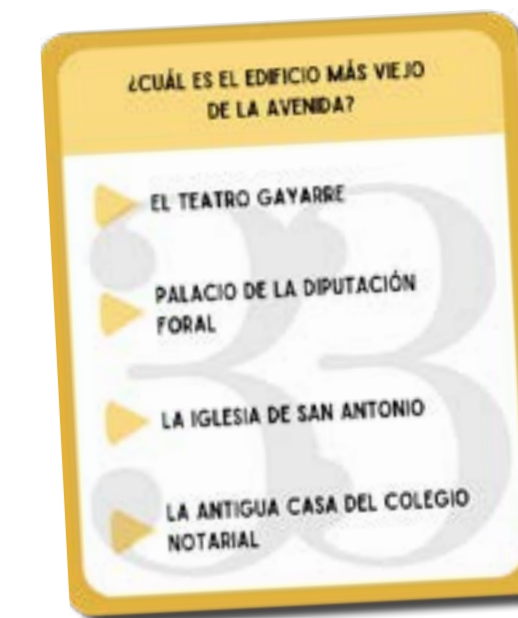 ¿CUÁL ES EL EDIFICIO MÁS VIEJO
DE LA AVENIDA?
EL TEATRO GAYARRE
PALACIO DE LA DIPUTACIÓN
FORAL
LA IGLESIA DE SAN ANTONIO
LA ANTIGUA CASA DEL COLEGIO
NOTARIAL
33